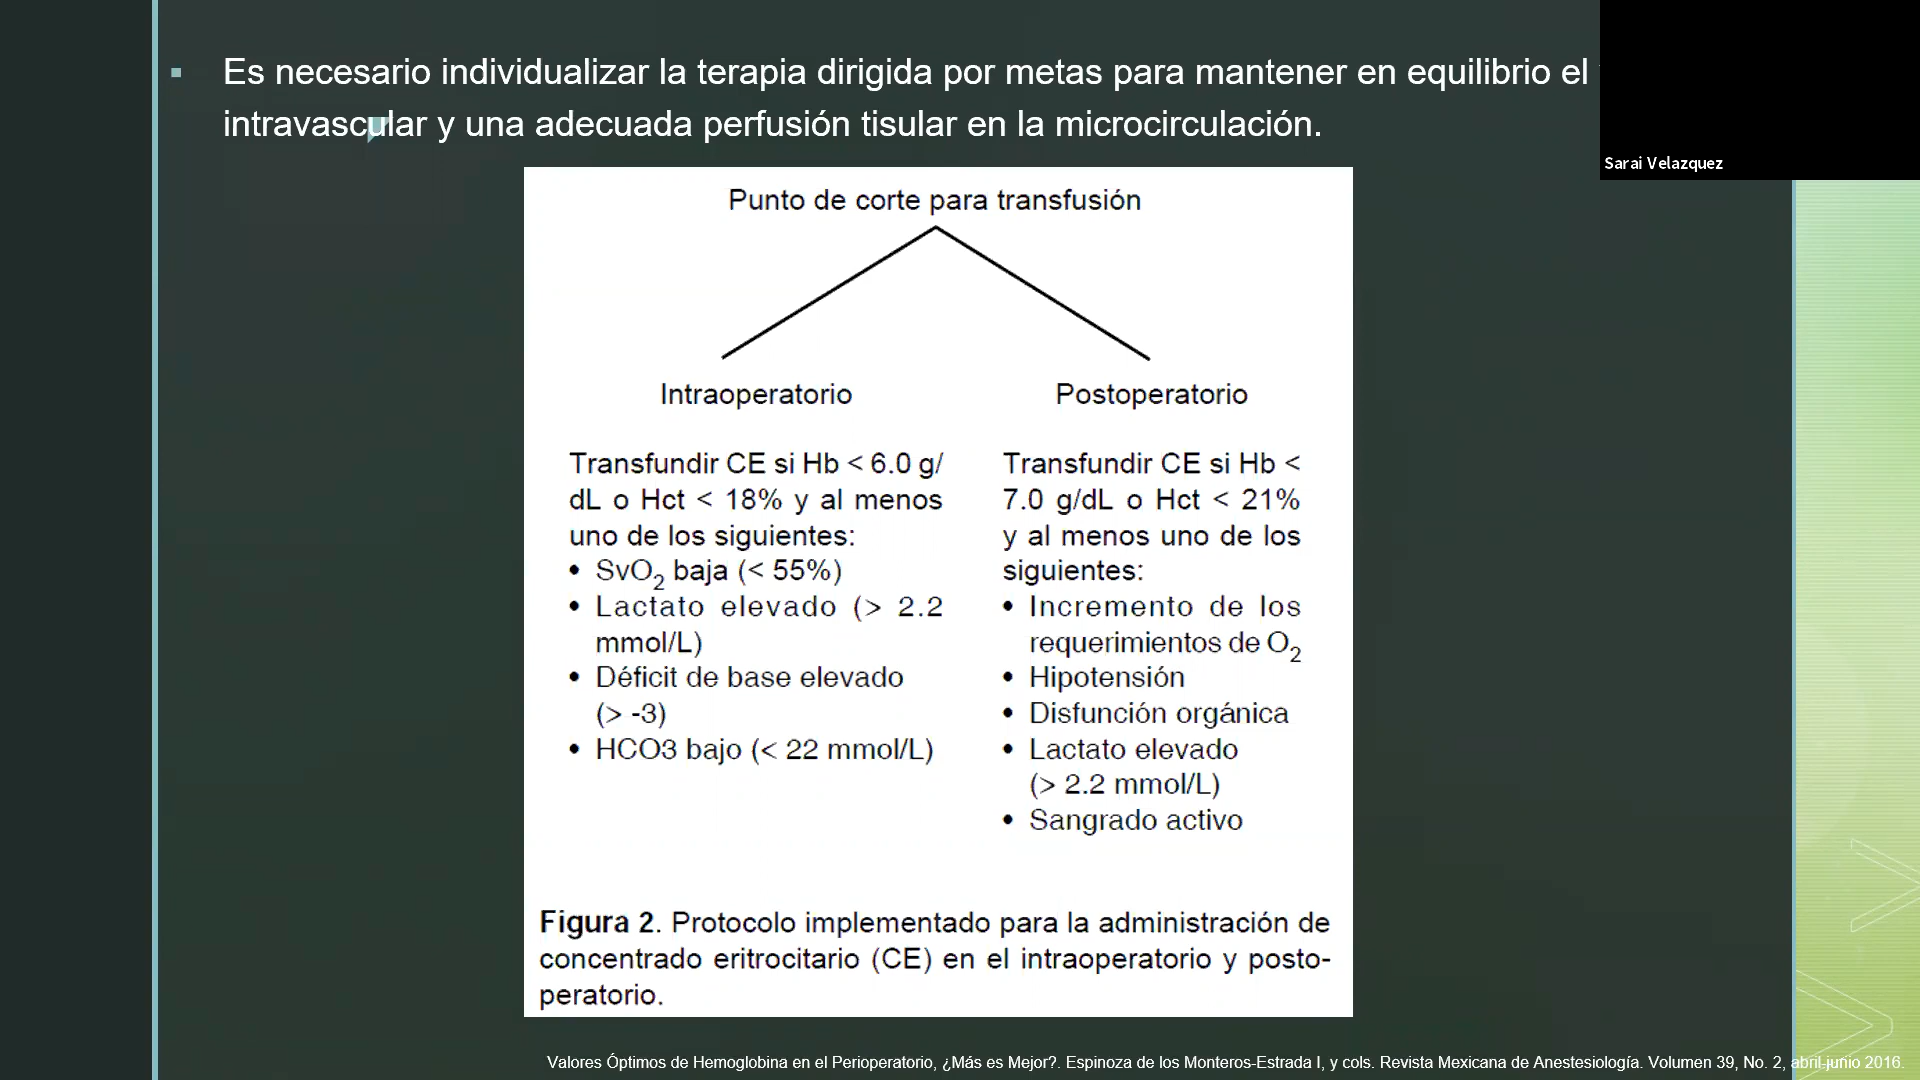 Es necesario individualizar la terapia dirigida por metas para mantener en equilibrio el
intravascular y una adecuada perfusión tisular en la microcirculación.
Sarai Velazquez
Punto de corte para transfusión
Intraoperatorio
Transfundir CE si Hb < 6.0 g/
dL o Hct < 18% y al menos
uno de los siguientes:
• SvO2 baja (< 55%)
• Lactato elevado (> 2.2
mmol/L)
• Déficit de base elevado
(> -3)
• HCO3 bajo (< 22 mmol/L)
Postoperatorio
Transfundir CE si Hb <
7.0 g/dL o Hct < 21%
y al menos uno de los
siguientes:
• Incremento de los
requerimientos de O2
• Hipotensión
• Disfunción orgánica
• Lactato elevado
(> 2.2 mmol/L)
• Sangrado activo
Figura 2. Protocolo implementado para la administración de
concentrado eritrocitario (CE) en el intraoperatorio y posto-
peratorio.
Valores Óptimos de Hemoglobina en el Perioperatorio, ¿Más es Mejor?. Espinoza de los Monteros-Estrada I, y cols. Revista Mexicana de Anestesiología. Volumen 39, No. 2, abril-junio 2016.